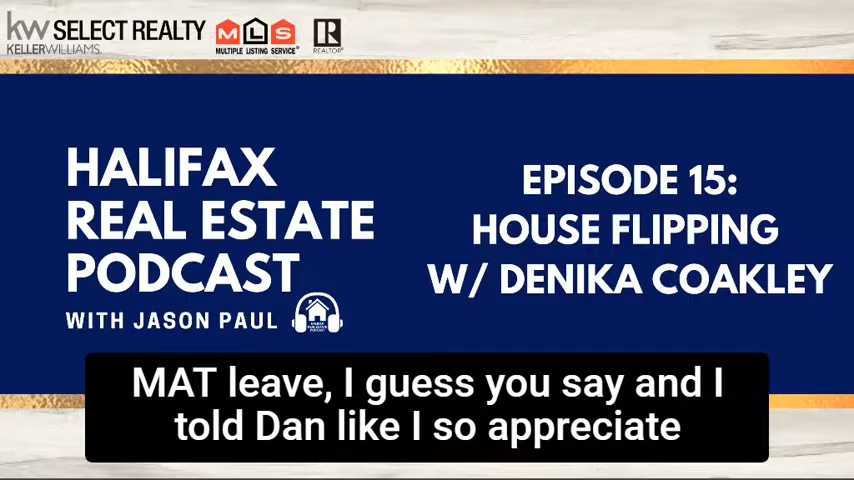 kw SELECT REALTY
KELLERWILLIAMS.
MLS
MULTIPLE LISTING SERVICE®
R
REALTOR®
HALIFAX
REAL ESTATE
PODCAST
WITH JASON PAUL
EPISODE 15:
HOUSE FLIPPING
W/ DENIKA COAKLEY
MAT leave, I guess you say and I
told Dan like I so appreciate